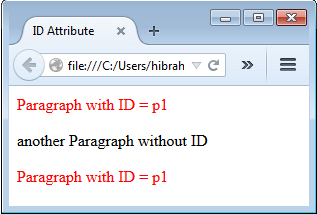 ID Attribute
file:///C:/Users/hibrah
Paragraph with ID = p1
another Paragraph without ID
Paragraph with ID = p1